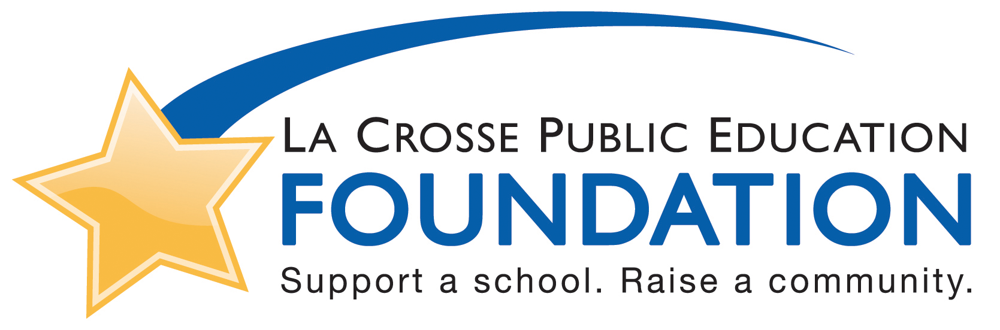 LA CROSSE PUBLIC EDUCATION
FOUNDATION
Support a school. Raise a community.